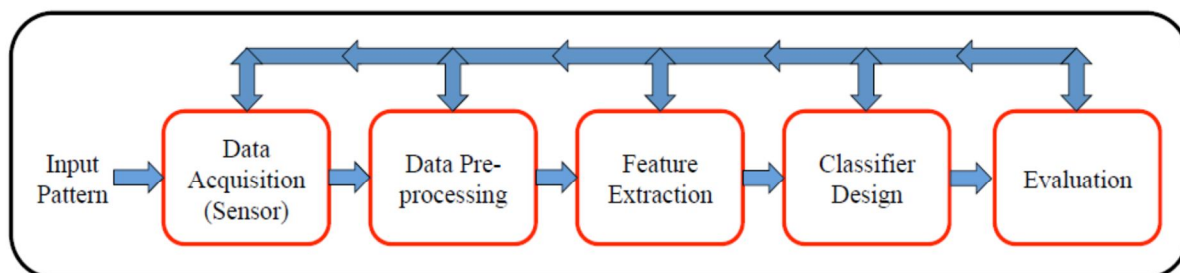 Input
Pattern
Data
Acquisition
(Sensor)
Data Pre-
processing
Feature
Extraction
Classifier
Design
Evaluation